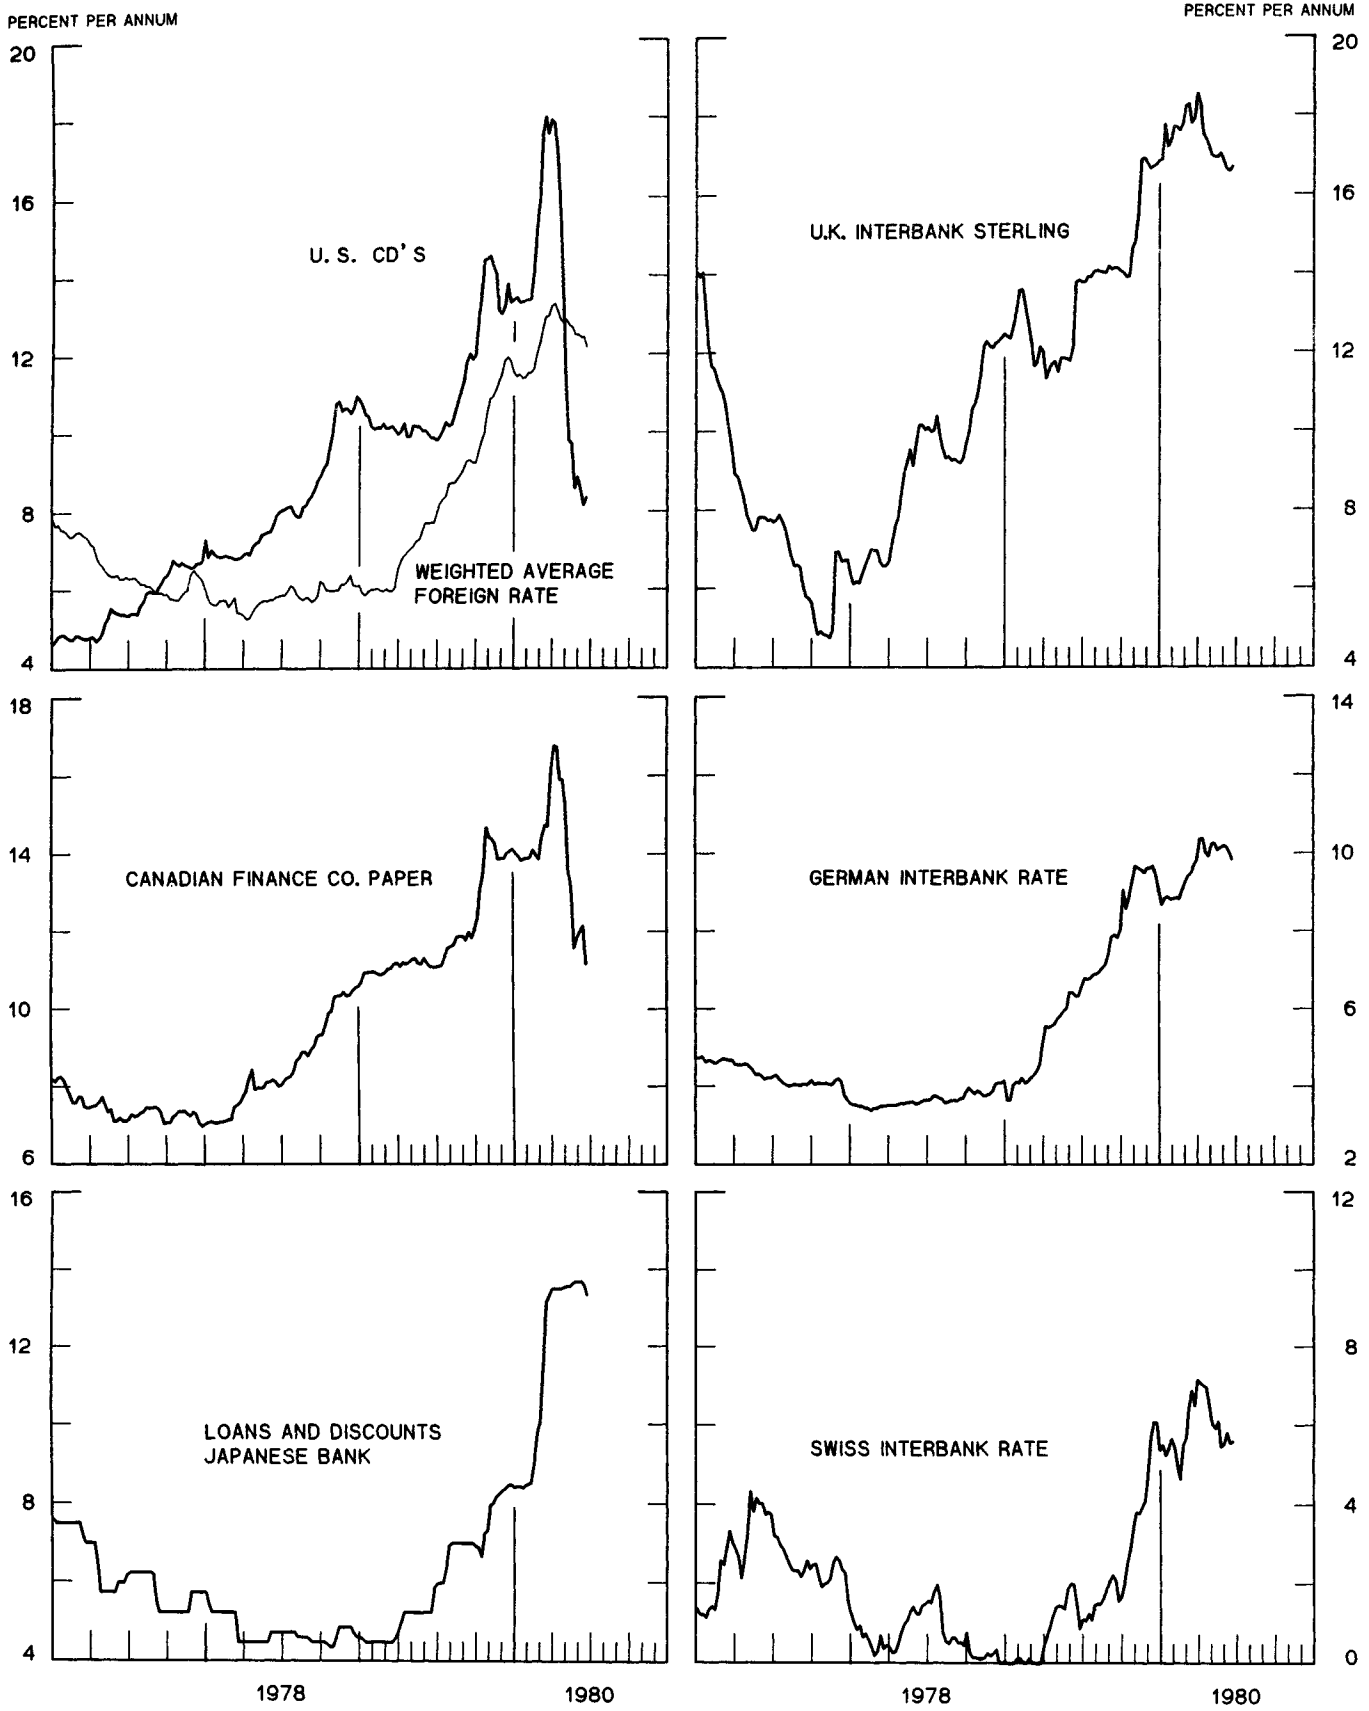 PERCENT PER ANNUM
PERCENT PER ANNUM
20
16
12
8
4
U.S. CD'S
WEIGHTED AVERAGE
FOREIGN RATE
20
16
12
8
4
U.K. INTERBANK STERLING
18
14
10
6
CANADIAN FINANCE CO. PAPER
14
10
6
2
GERMAN INTERBANK RATE
16
12
8
4
LOANS AND DISCOUNTS
JAPANESE BANK
12
8
4
0
SWISS INTERBANK RATE
1978
1980
1978
1980